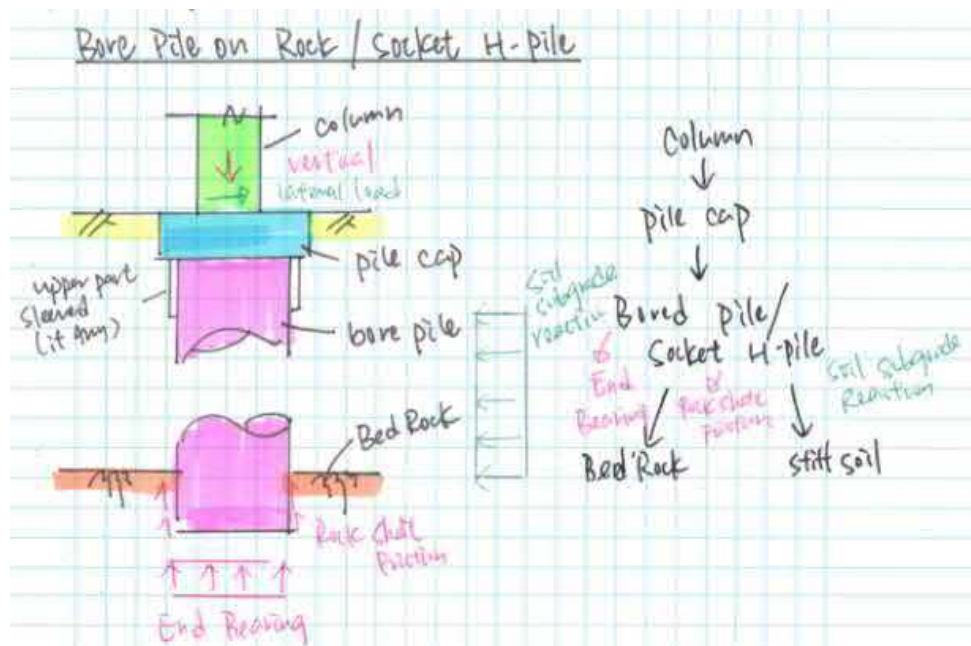 Bore Pile on Rock / Socket H-pile
column
vertical
lateral load
pile cap
upper part
sleeved
(if any)
bore pile
Bed Rock
Rock Shaft
Friction
End Bearing
Soil
subgrade
reaction
Column
pile cap
Bored pile/
Socket H-pile
End
Bearing
Rock Shaft
Friction
Soil subgrade
Reaction
Bed Rock
stiff soil